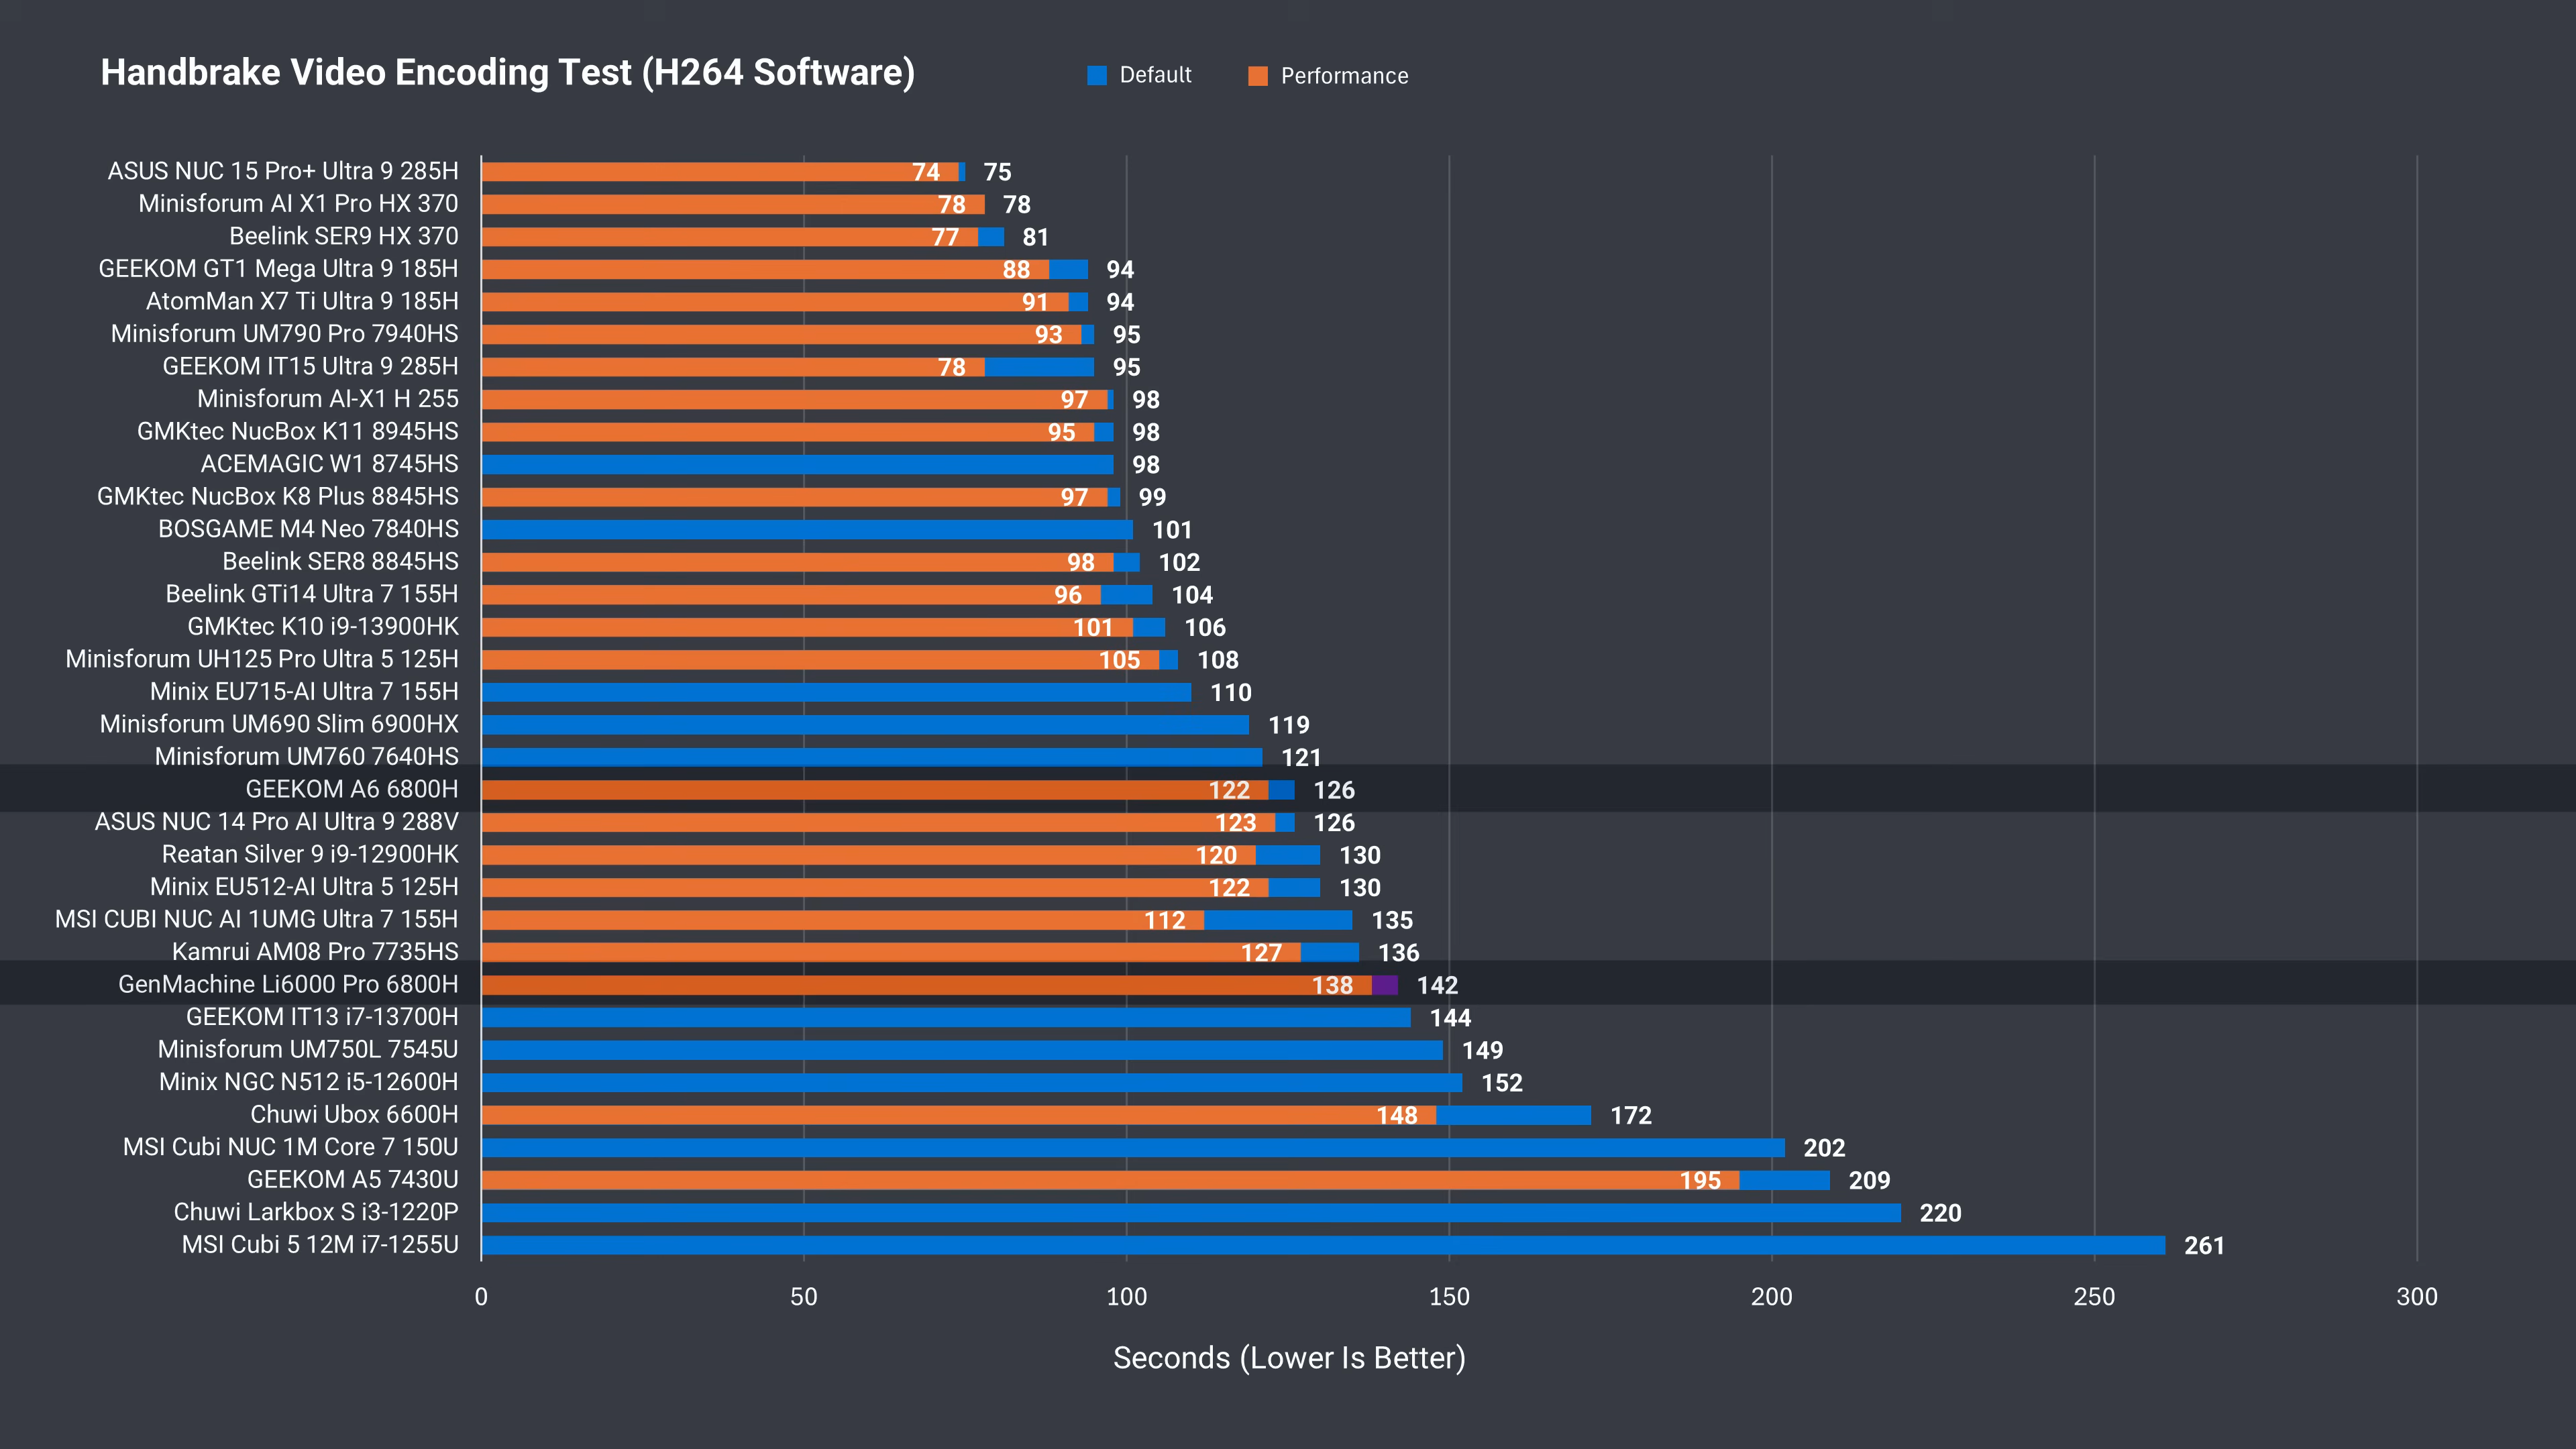 Handbrake Video Encoding Test (H264 Software)
Default
Performance
ASUS NUC 15 Pro+ Ultra 9 285H 74 75
Minisforum AI X1 Pro HX 370 78 78
Beelink SER9 HX 370 77 81
GEEKOM GT1 Mega Ultra 9 185H 88 94
AtomMan X7 Ti Ultra 9 185H 91 94
Minisforum UM790 Pro 7940HS 93 95
GEEKOM IT15 Ultra 9 285H 78 95
Minisforum AI-X1 H 255 97 98
GMKtec NucBox K11 8945HS 95 98
ACEMAGIC W1 8745HS 98
GMKtec NucBox K8 Plus 8845HS 97 99
BOSGAME M4 Neo 7840HS 101
Beelink SER8 8845HS 98 102
Beelink GTi14 Ultra 7 155H 96 104
GMKtec K10 i9-13900HK 101 106
Minisforum UH125 Pro Ultra 5 125H 105 108
Minix EU715-AI Ultra 7 155H 110
Minisforum UM690 Slim 6900HX 119
Minisforum UM760 7640HS 121
GEEKOM A6 6800H 122 126
ASUS NUC 14 Pro AI Ultra 9 288V 123 126
Reatan Silver 9 i9-12900HK 120 130
Minix EU512-AI Ultra 5 125H 122 130
MSI CUBI NUC AI 1UMG Ultra 7 155H 112 135
Kamrui AM08 Pro 7735HS 127 136
GenMachine Li6000 Pro 6800H 138 142
GEEKOM IT13 i7-13700H 144
Minisforum UM750L 7545U 149
Minix NGC N512 i5-12600H 152
Chuwi Ubox 6600H 148 172
MSI Cubi NUC 1M Core 7 150U 202
GEEKOM A5 7430U 195 209
Chuwi Larkbox S i3-1220P 220
MSI Cubi 5 12M i7-1255U 261
0 50 100 150 200 250 300
Seconds (Lower Is Better)